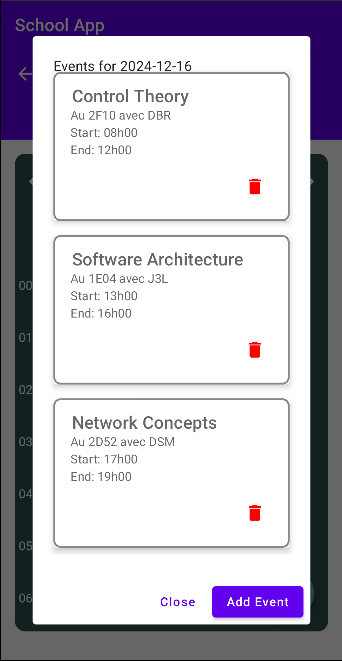 School App
Events for 2024-12-16
Control Theory
Au 2F10 avec DBR
Start: 08h00
End: 12h00
Software Architecture
Au 1E04 avec J3L
Start: 13h00
End: 16h00
Network Concepts
Au 2D52 avec DSM
Start: 17h00
End: 19h00
Close
Add Event
00
01
02
03
04
05
06